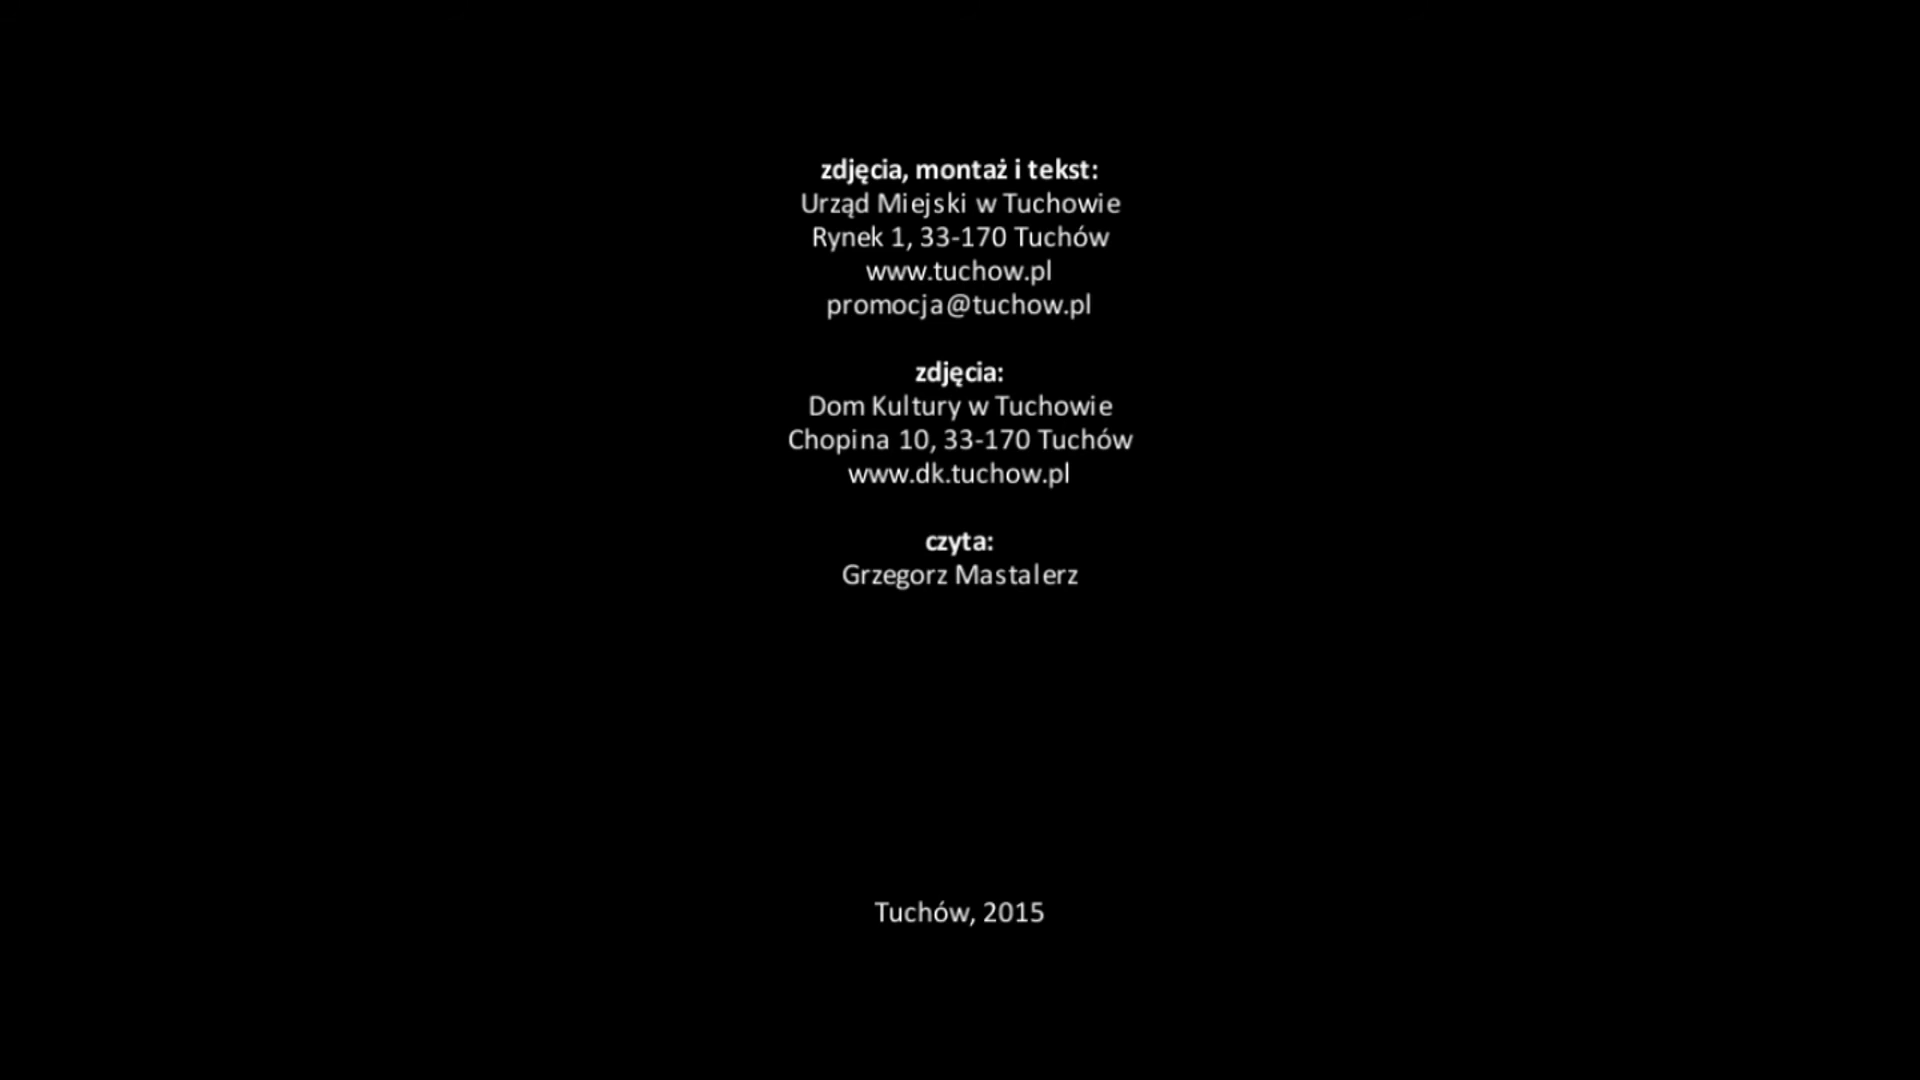 zdjęcia, montaż i tekst:
Urząd Miejski w Tuchowie
Rynek 1, 33-170 Tuchów
www.tuchow.pl
promocja@tuchow.pl
zdjęcia:
Dom Kultury w Tuchowie
Chopina 10, 33-170 Tuchów
www.dk.tuchow.pl
czyta:
Grzegorz Mastalerz
Tuchów, 2015